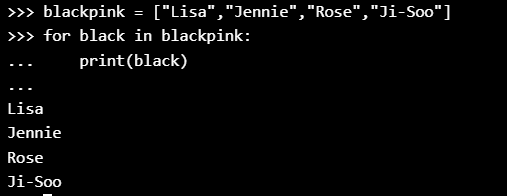 >>> blackpink = ["Lisa","Jennie","Rose","Ji-Soo"]
>>> for black in blackpink:
...     print(black)
...
Lisa
Jennie
Rose
Ji-Soo